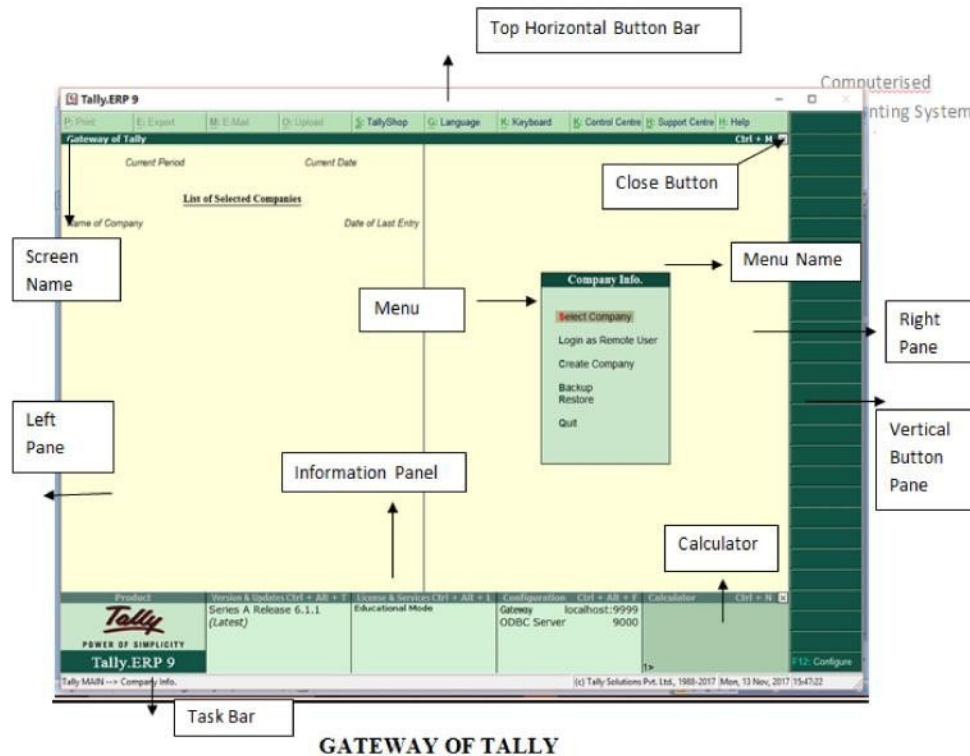 Top Horizontal Button Bar
Computerised
nting System
Tally.ERP 9
P: Print E: Export M: E-Mail O: Upload S: TallyShop G: Language K: Keyboard K: Control Centre H: Support Centre H: Help
Gateway of Tally Ctrl + M
Current Period Current Date
Close Button
List of Selected Companies
Name of Company Date of Last Entry
Screen
Name
Menu Name
Menu
Company Info.
Select Company
Login as Remote User
Create Company
Backup
Restore
Quit
Right
Pane
Left
Pane
Vertical
Button
Pane
Information Panel
Calculator
Product Version & Updates Ctrl + Alt + T License & Services Ctrl + Alt + L Configuration Ctrl + Alt + F Calculator Ctrl + N
Tally
POWER OF SIMPLICITY
Tally.ERP 9
Series A Release 6.1.1
(Latest)
Educational Mode
Gateway localhost:9999
ODBC Server 9000
1>
F12: Configure
Tally MAIN --> Company Info. (c) Tally Solutions Pvt. Ltd., 1988-2017 Mon, 13 Nov, 2017 15:47:22
Task Bar
GATEWAY OF TALLY